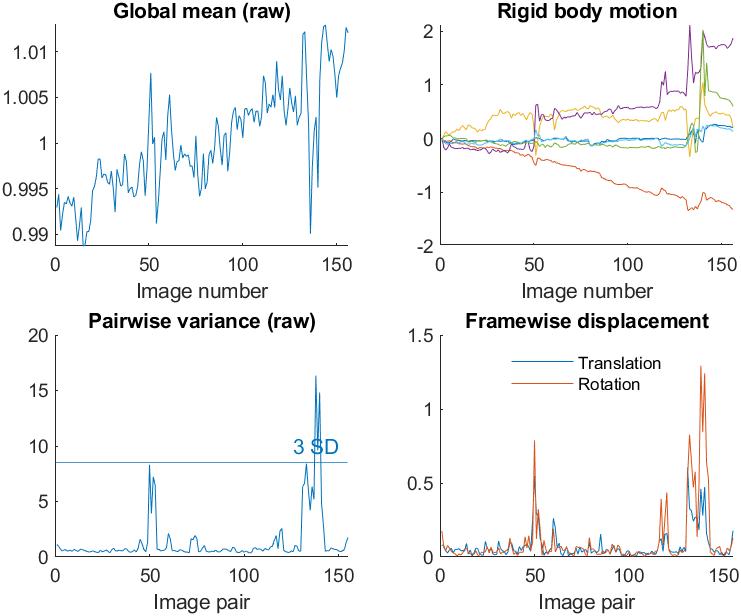 Global mean (raw)
1.01
1.005
1
0.995
0.99
0 50 100 150
Image number
Rigid body motion
2
1
0
-1
-2
0 50 100 150
Image number
Pairwise variance (raw)
20
15
10
5
0
3 SD
0 50 100 150
Image pair
Framewise displacement
1.5
1
0.5
0
Translation
Rotation
0 50 100 150
Image pair